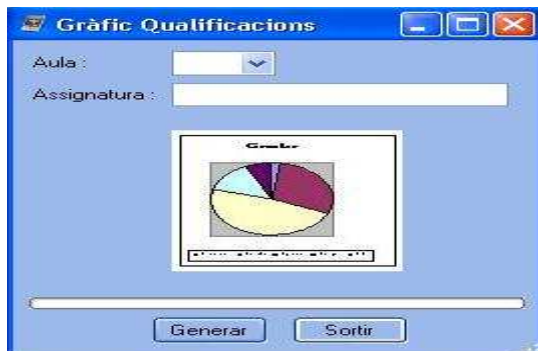 Gràfic Qualificacions
Aula :
Assignatura :
Generar
Sortir